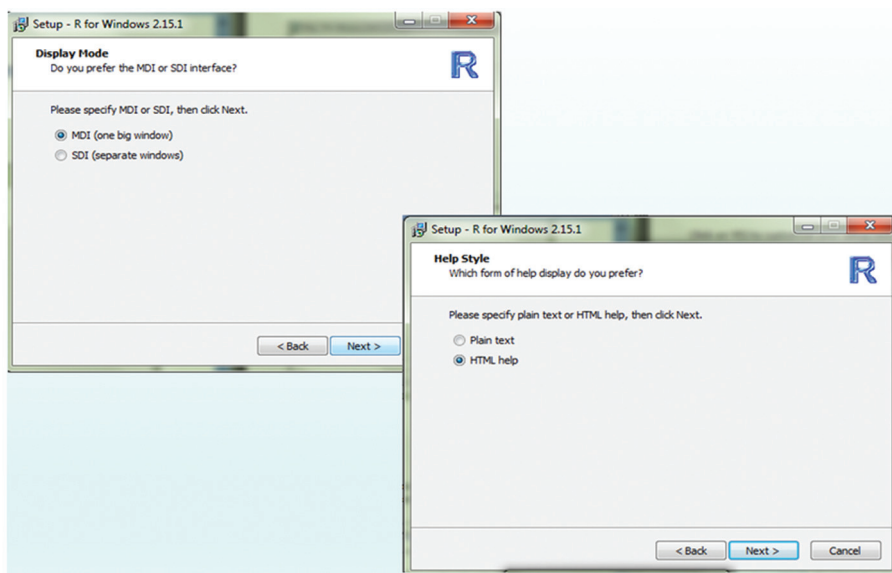 Setup - R for Windows 2.15.1
Display Mode
Do you prefer the MDI or SDI interface?
R
Please specify MDI or SDI, then click Next.
MDI (one big window)
SDI (separate windows)
< Back
Next >
Setup - R for Windows 2.15.1
Help Style
Which form of help display do you prefer?
R
Please specify plain text or HTML help, then click Next.
Plain text
HTML help
< Back
Next >
Cancel